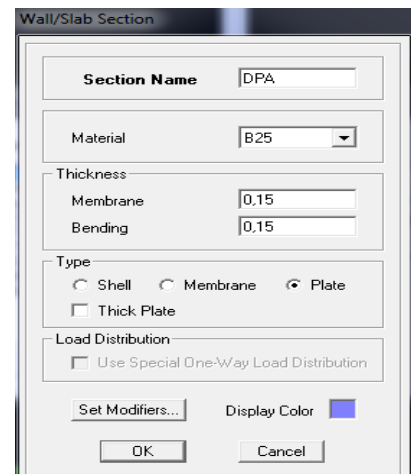 Wall/Slab Section
Section Name DPA
Material B25
Thickness
Membrane 0,15
Bending 0,15
Type
Shell Membrane Plate
Thick Plate
Load Distribution
Use Special One-Way Load Distribution
Set Modifiers... Display Color
OK Cancel